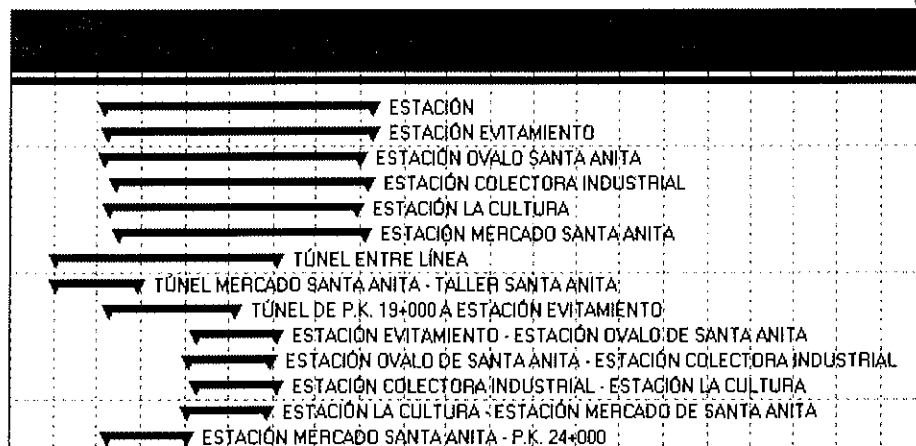 ESTACIÓN
ESTACIÓN EVITAMIENTO
ESTACIÓN OVALO SANTA ANITA
ESTACIÓN COLECTORA INDUSTRIAL
ESTACIÓN LA CULTURA
ESTACIÓN MERCADO SANTA ANITA
TÚNEL ENTRE LÍNEA
TÚNEL MERCADO SANTA ANITA - TALLER SANTA ANITA
TÚNEL DE P.K. 19+000 A ESTACIÓN EVITAMIENTO
ESTACIÓN EVITAMIENTO - ESTACIÓN OVALO DE SANTA ANITA
ESTACIÓN OVALO DE SANTA ANITA - ESTACIÓN COLECTORA INDUSTRIAL
ESTACIÓN COLECTORA INDUSTRIAL - ESTACIÓN LA CULTURA
ESTACIÓN LA CULTURA - ESTACIÓN MERCADO DE SANTA ANITA
ESTACIÓN MERCADO SANTA ANITA - P.K. 24+000